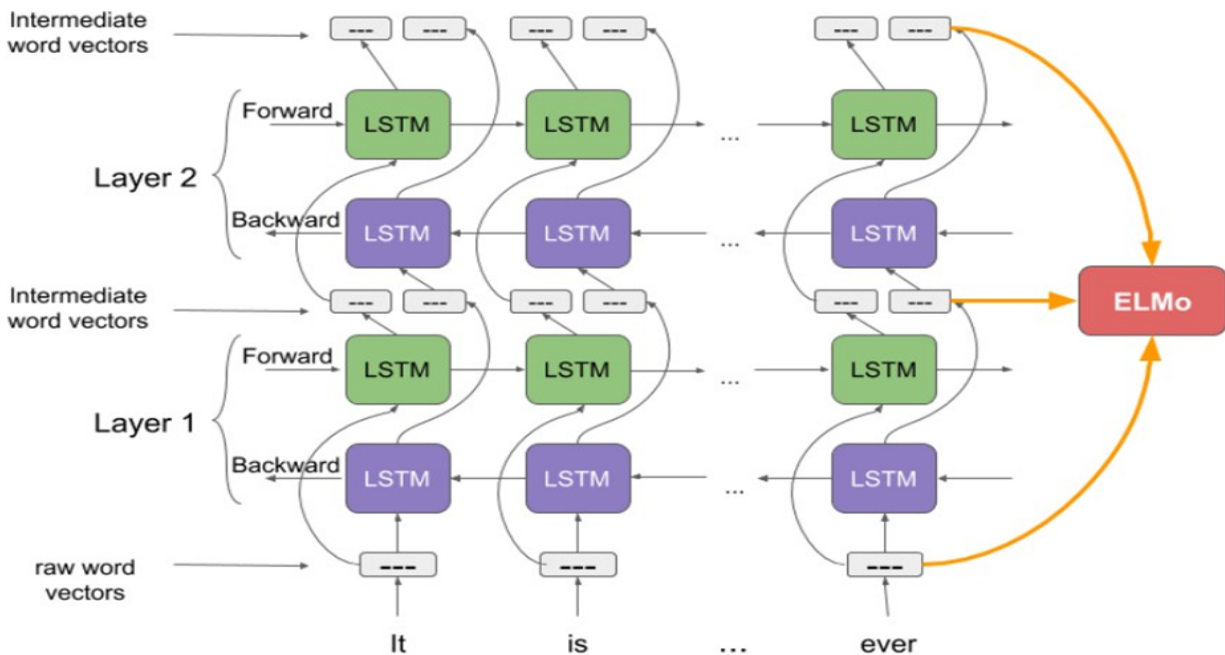 Intermediate
word vectors
--- --- --- --- --- ---
Forward
LSTM LSTM ... LSTM
Layer 2
Backward
LSTM LSTM ... LSTM
Intermediate
word vectors
--- --- --- --- --- ---
ELMo
Forward
LSTM LSTM ... LSTM
Layer 1
Backward
LSTM LSTM ... LSTM
raw word
vectors
--- --- ---
It is ... ever